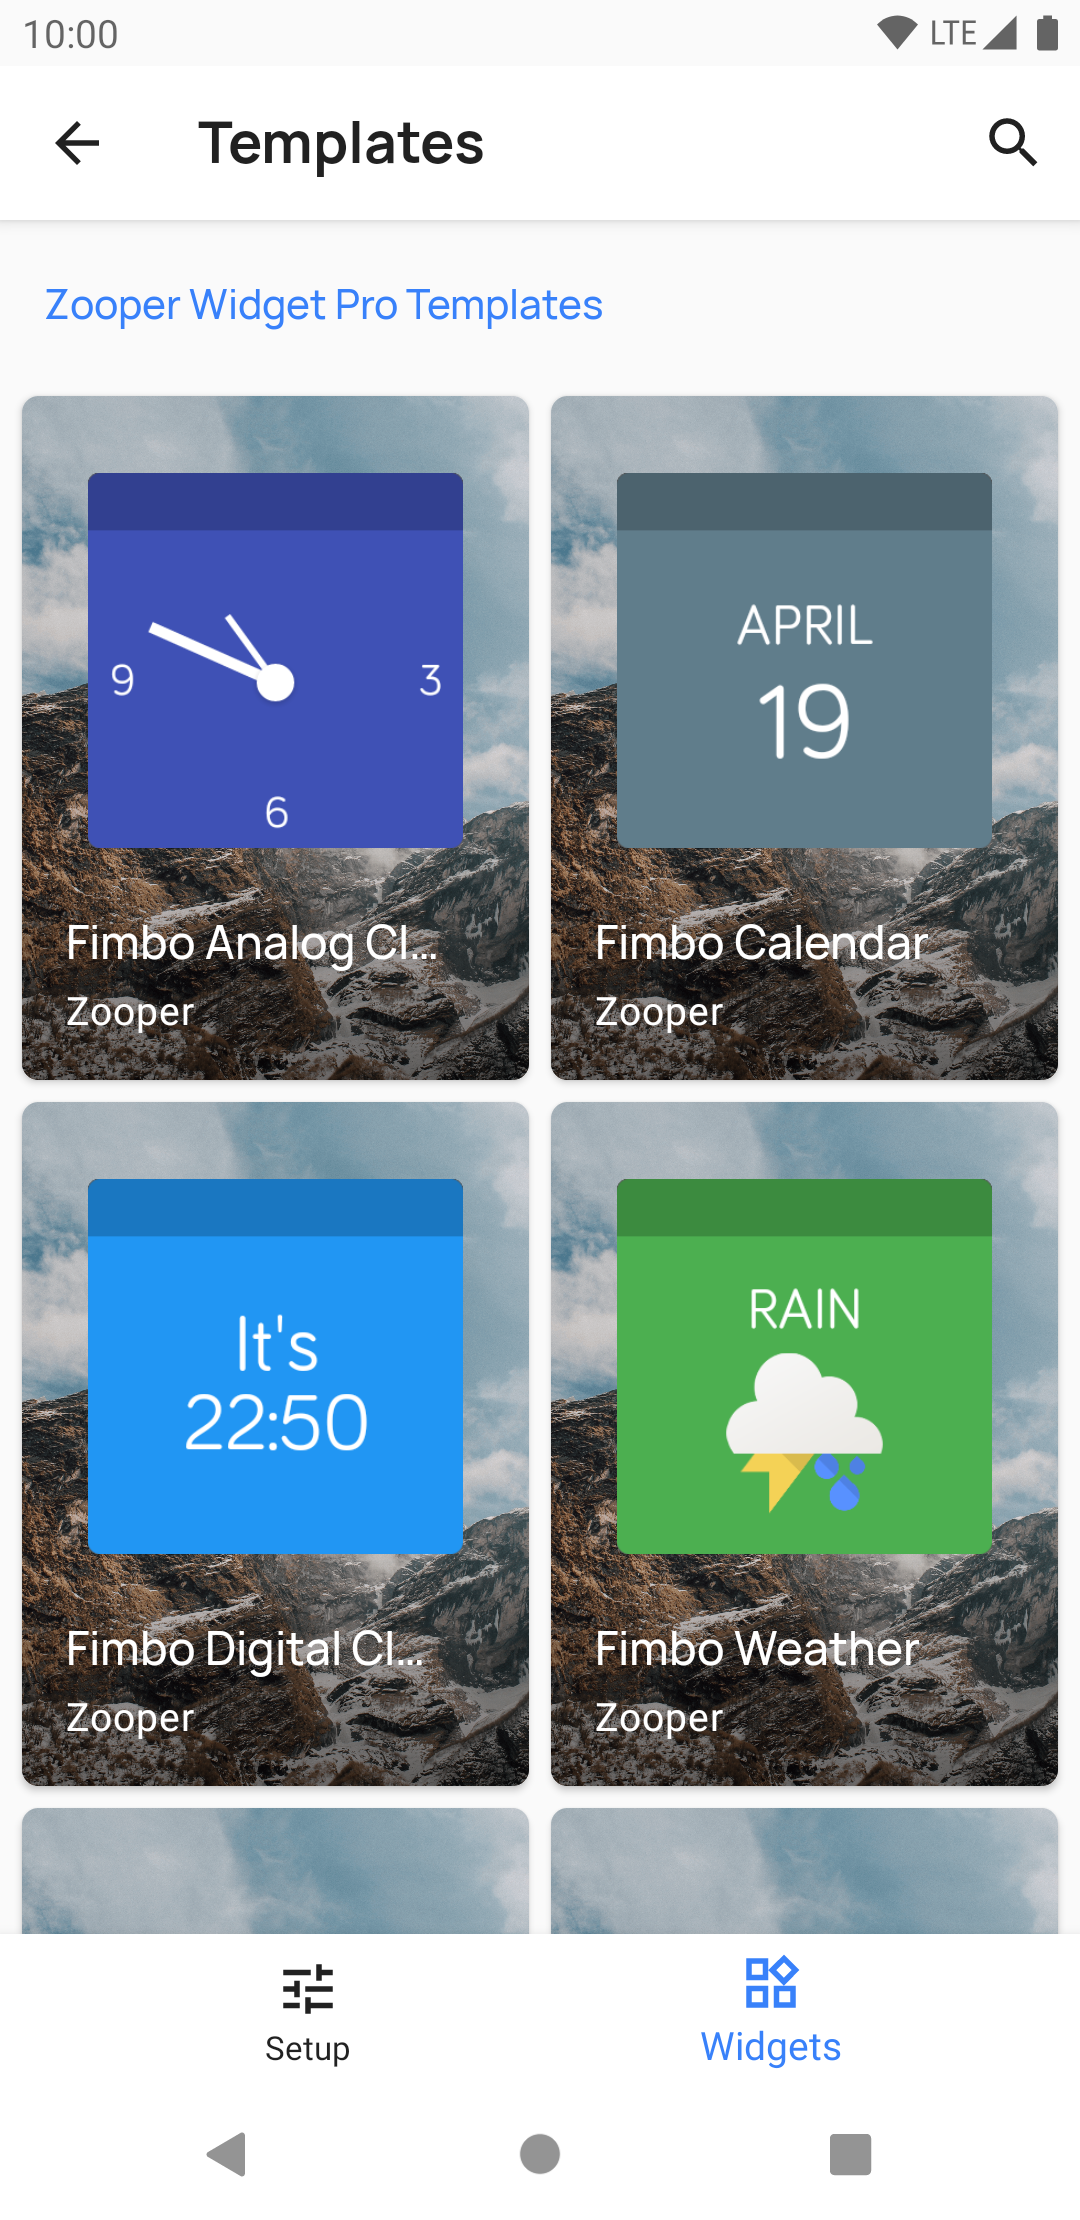 10:00
LTE
Templates
Zooper Widget Pro Templates
9
3
6
Fimbo Analog Cl...
Zooper
APRIL
19
Fimbo Calendar
Zooper
It's
22:50
Fimbo Digital Cl...
Zooper
RAIN
Fimbo Weather
Zooper
Setup
Widgets